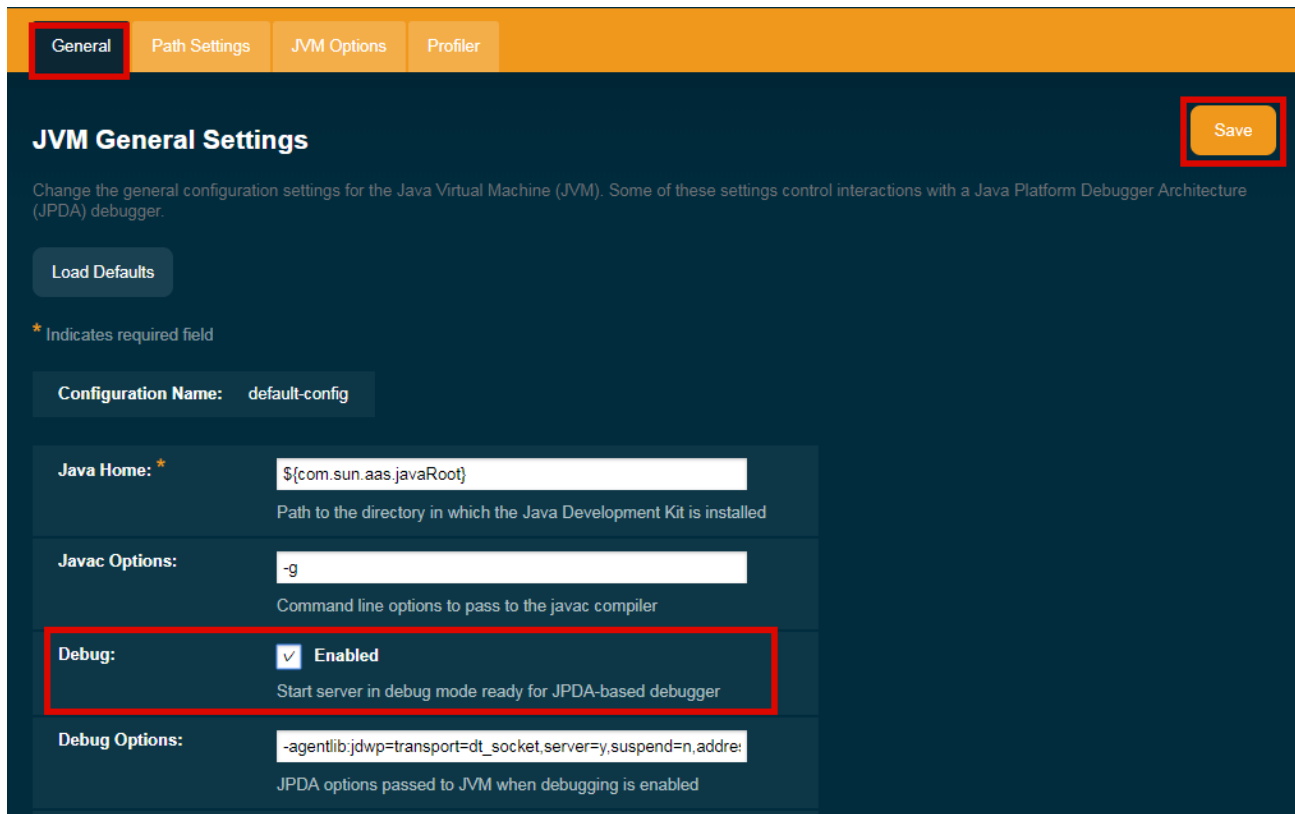 General Path Settings JVM Options Profiler
JVM General Settings
Save
Change the general configuration settings for the Java Virtual Machine (JVM). Some of these settings control interactions with a Java Platform Debugger Architecture
(JPDA) debugger.
Load Defaults
* Indicates required field
Configuration Name: default-config
Java Home: * ${com.sun.aas.javaRoot}
Path to the directory in which the Java Development Kit is installed
Javac Options: -g
Command line options to pass to the javac compiler
Debug: Enabled
Start server in debug mode ready for JPDA-based debugger
Debug Options: -agentlib:jdwp=transport=dt_socket,server=y,suspend=n,addres
JPDA options passed to JVM when debugging is enabled